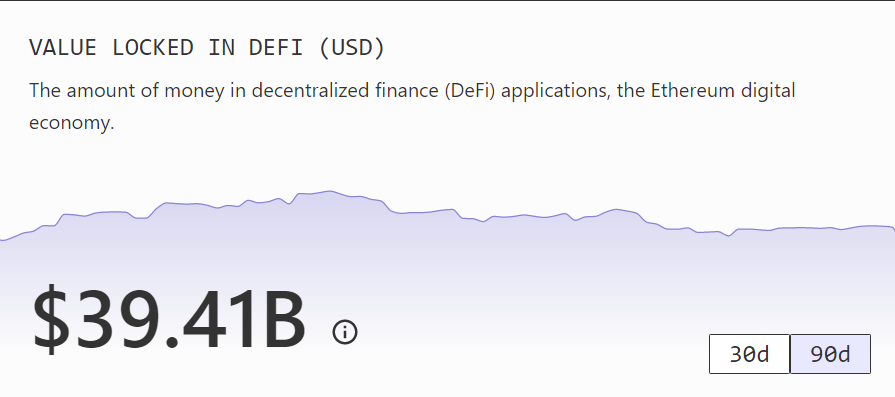 VALUE LOCKED IN DEFI (USD)
The amount of money in decentralized finance (DeFi) applications, the Ethereum digital
economy.
$39.41B
30d 90d